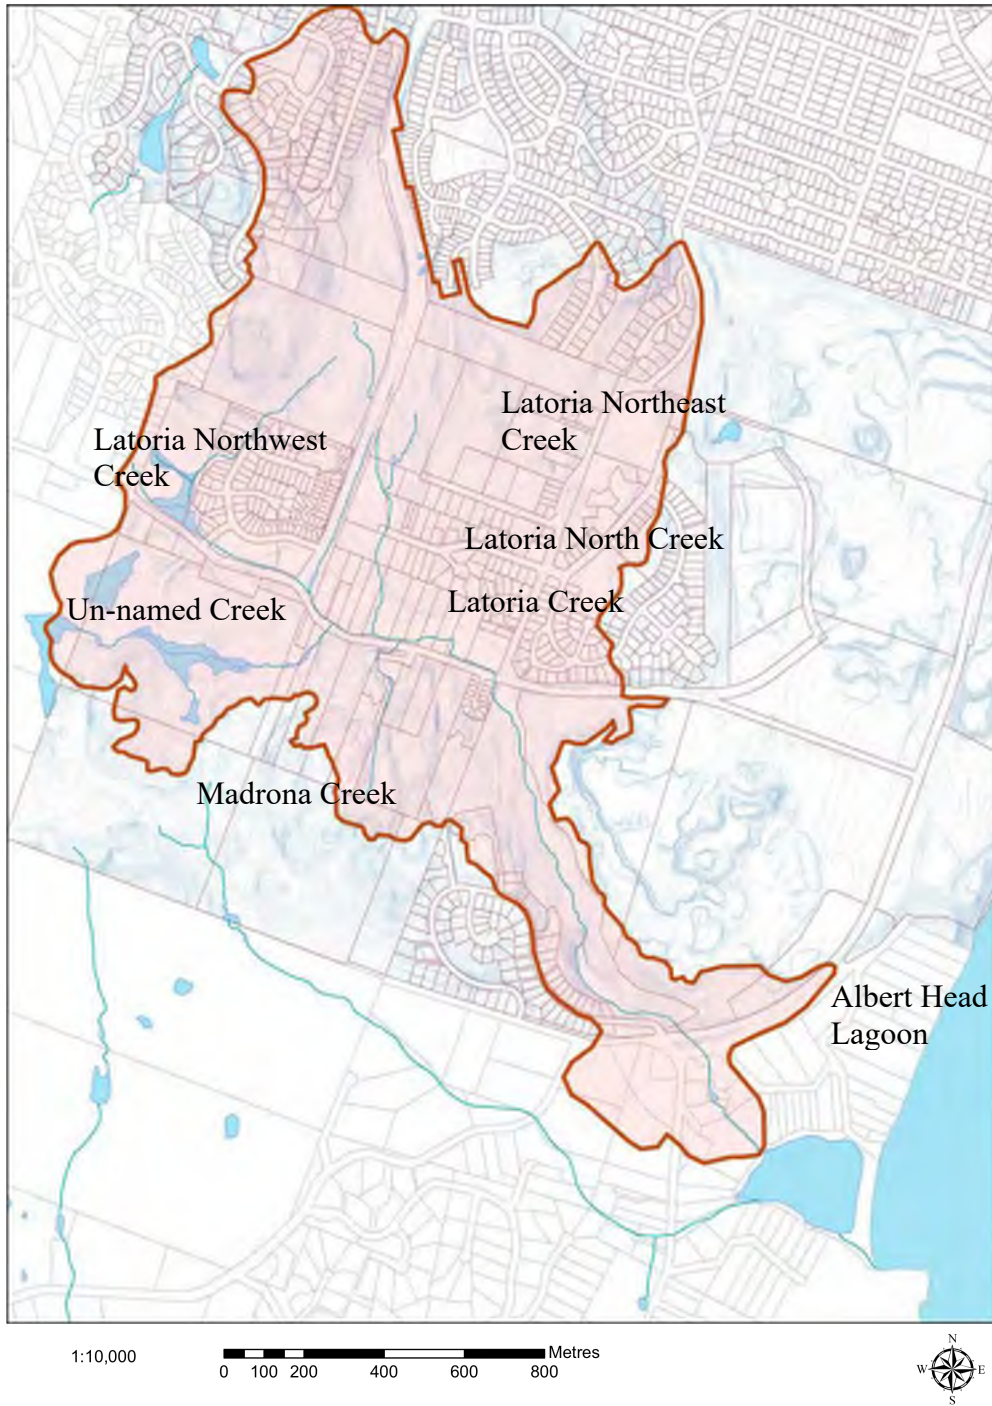 Latoria Northeast
Creek
Latoria Northwest
Creek
Latoria North Creek
Latoria Creek
Un-named Creek
Madrona Creek
Albert Head
Lagoon
1:10,000
Metres
0 100 200 400 600 800
N
W E
S